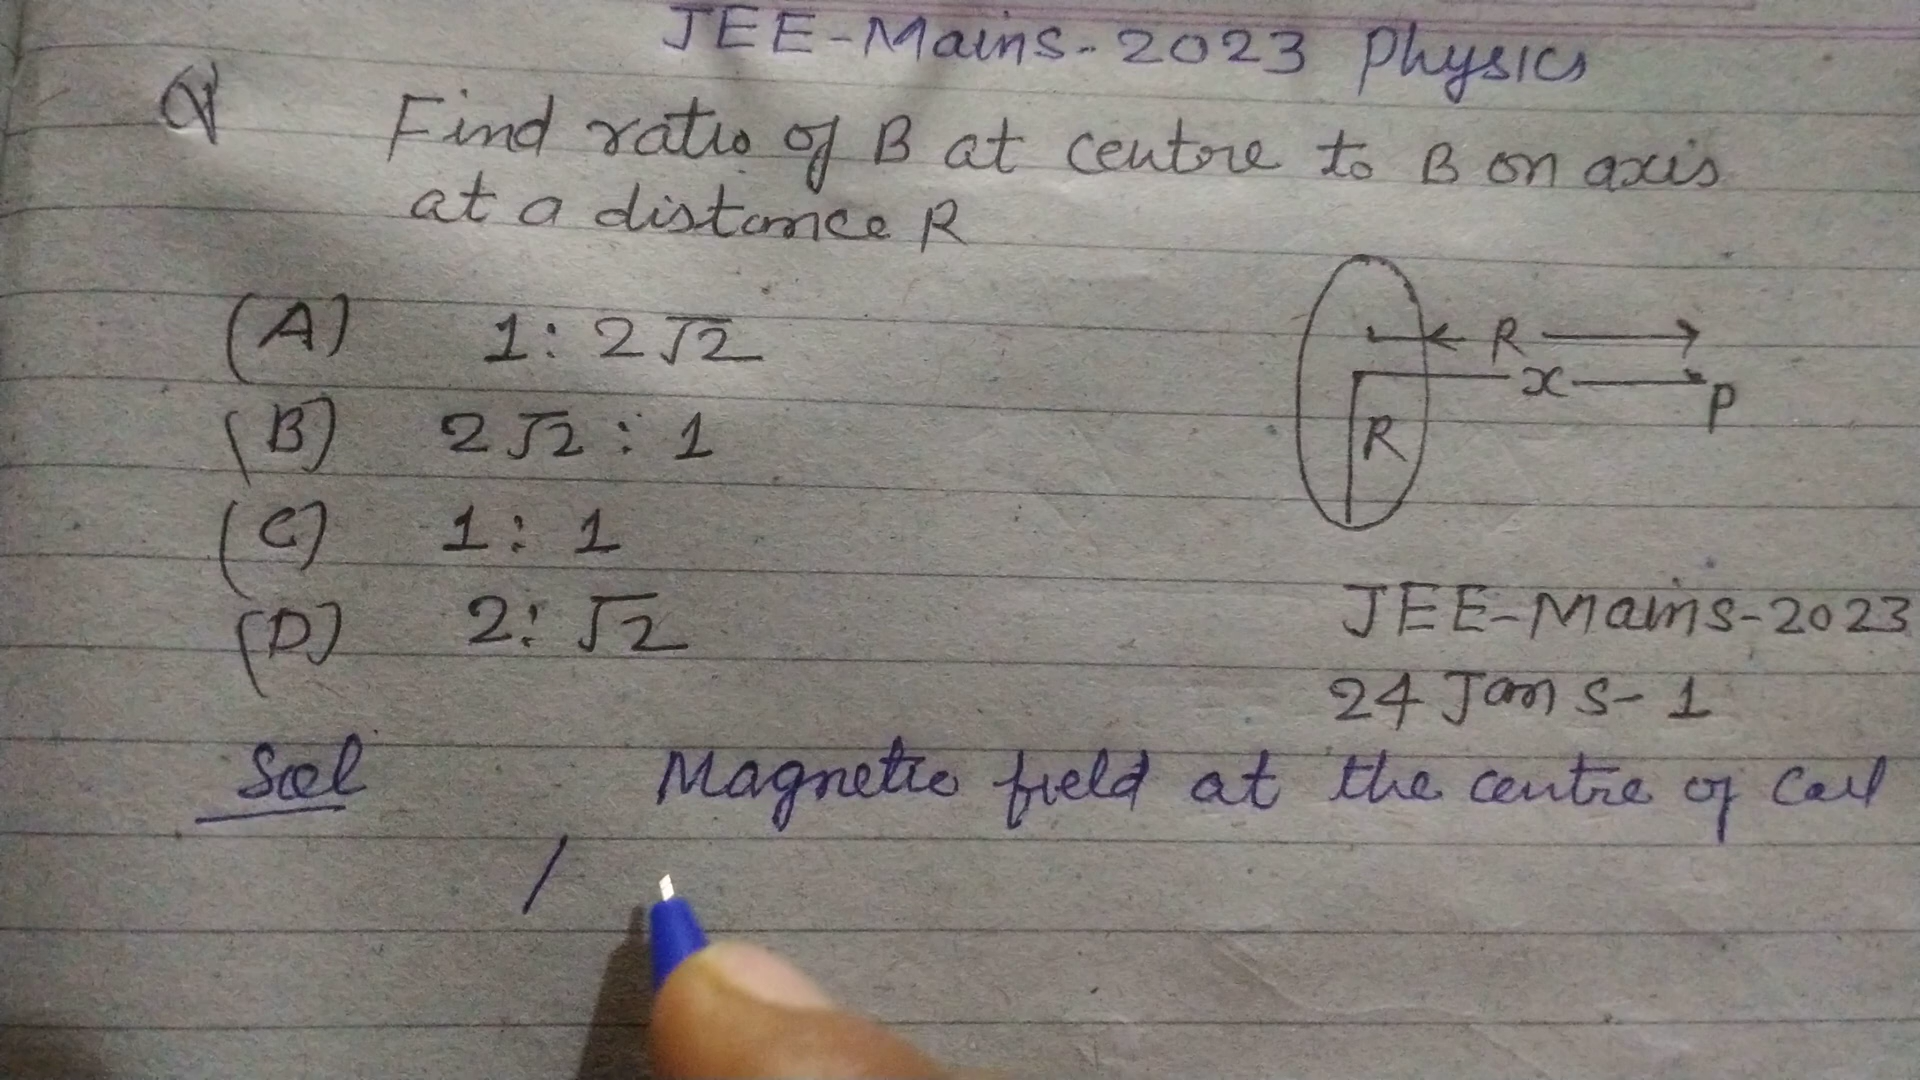 JEE-Mains-2023 Physics
Q Find ratio of B at centre to B on axis
at a distance R
(A) 1: 2√2
(B) 2√2 : 1
(C) 1: 1
(D) 2: √2
R
x P
R
JEE-Mains-2023
24 Jan S-1
Sol Magnetic field at the centre of Coil